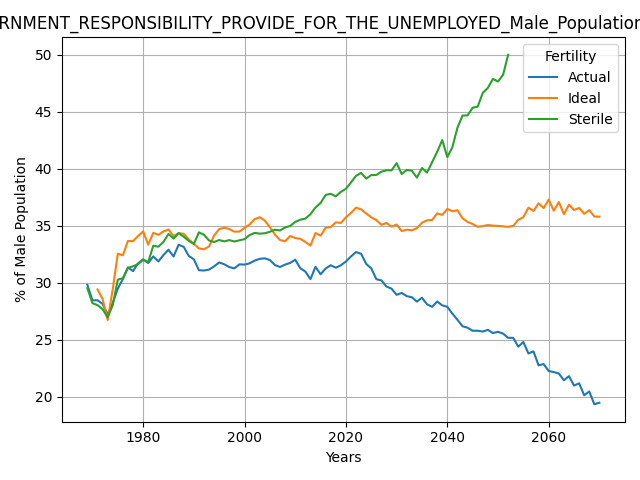 RNMENT_RESPONSIBILITY_PROVIDE_FOR_THE_UNEMPLOYED_Male_Population
Fertility
Actual
Ideal
Sterile
% of Male Population
50
45
40
35
30
25
20
1980
2000
2020
2040
2060
Years